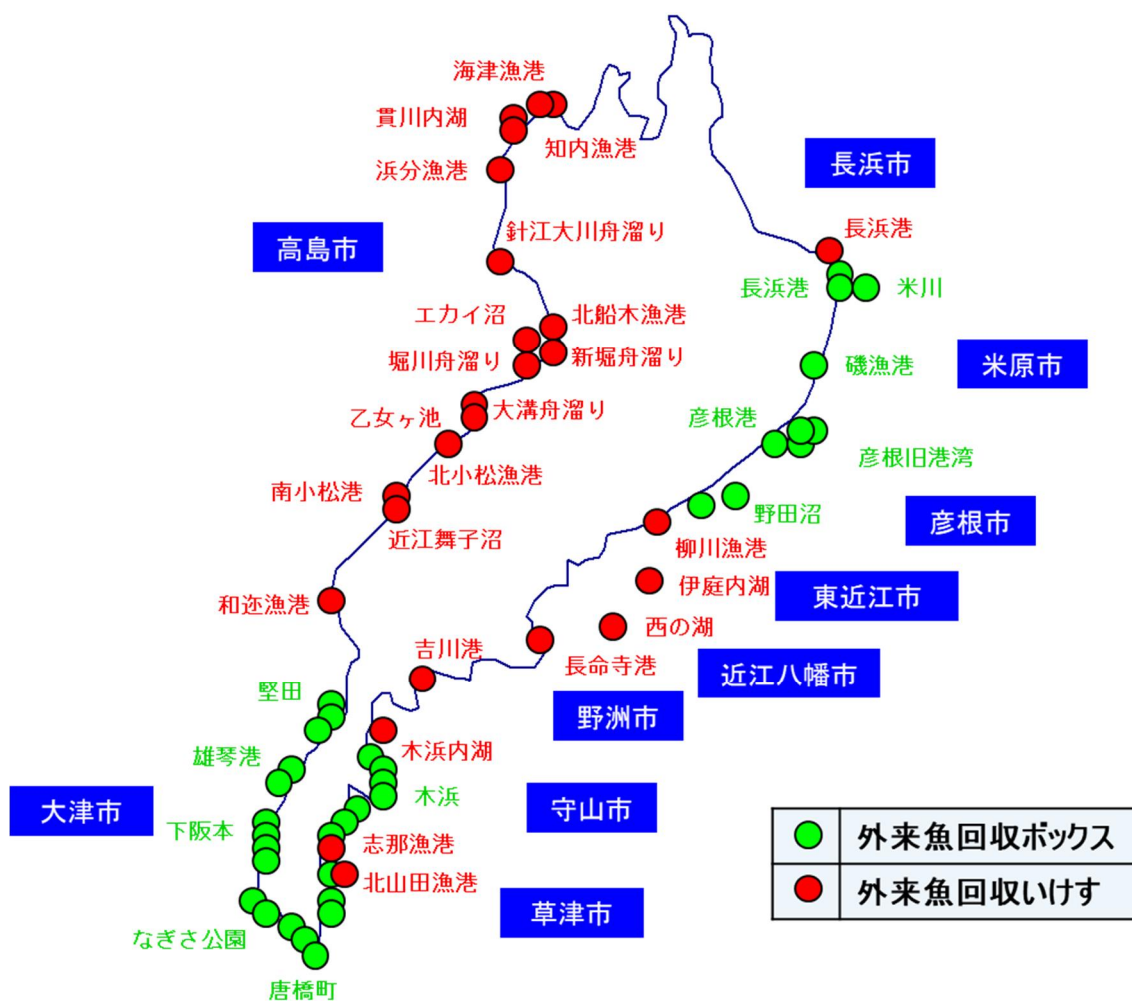 海津漁港
貫川内湖
知内漁港
浜分漁港
長浜市
針江大川舟溜り
高島市
長浜港
長浜港
米川
エカイ沼
北船木漁港
堀川舟溜り
新堀舟溜り
米原市
磯漁港
乙女ヶ池
大溝舟溜り
彦根港
彦根旧港湾
北小松漁港
南小松港
近江舞子沼
野田沼
彦根市
柳川漁港
伊庭内湖
東近江市
和迩漁港
西の湖
吉川港
長命寺港
近江八幡市
堅田
野洲市
雄琴港
木浜内湖
木浜
大津市
守山市
下阪本
志那漁港
北山田漁港
草津市
なぎさ公園
唐橋町
外来魚回収ボックス
外来魚回収いけす